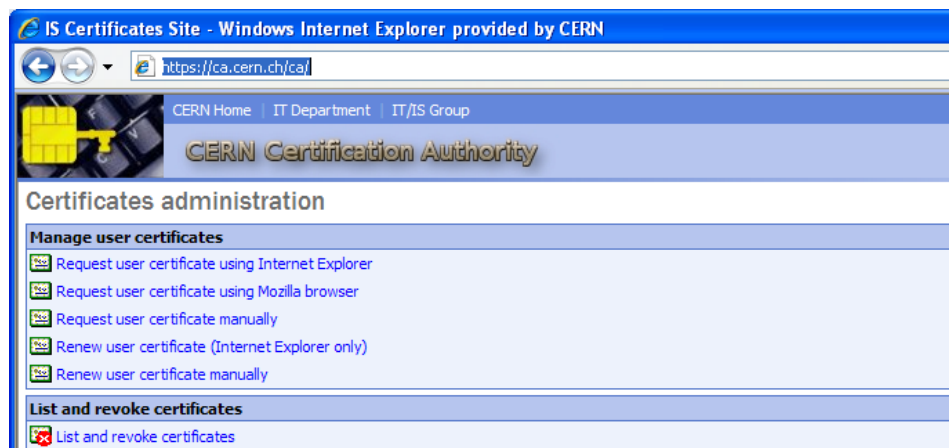 IS Certificates Site - Windows Internet Explorer provided by CERN
https://ca.cern.ch/ca/
CERN Home | IT Department | IT/IS Group
CERN Certification Authority
Certificates administration
Manage user certificates
Request user certificate using Internet Explorer
Request user certificate using Mozilla browser
Request user certificate manually
Renew user certificate (Internet Explorer only)
Renew user certificate manually
List and revoke certificates
List and revoke certificates